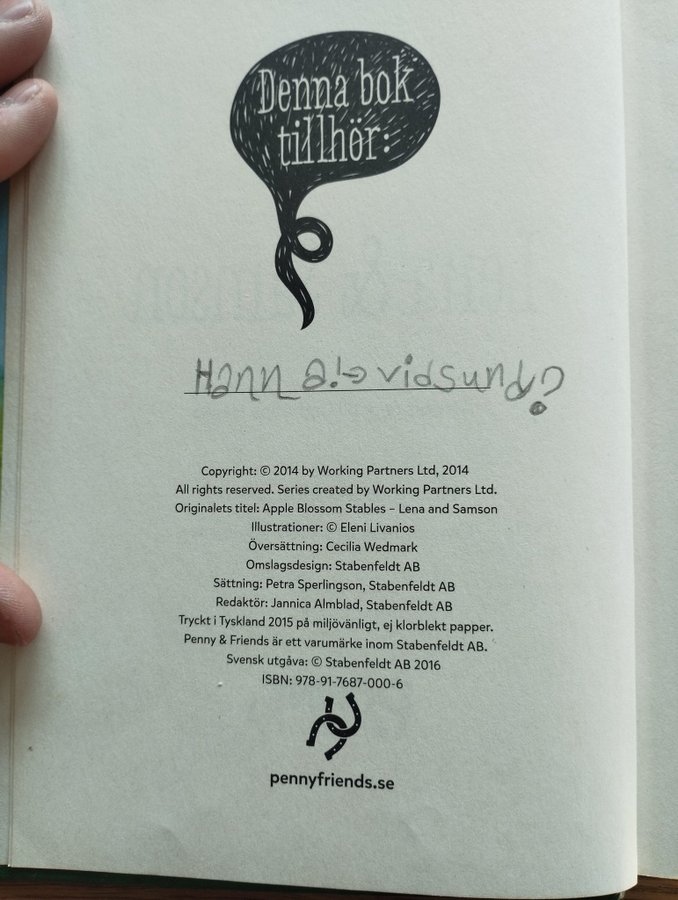 Denna bok
tillhör:
Hann
Copyright: © 2014 by Working Partners Ltd, 2014
All rights reserved. Series created by Working Partners Ltd.
Originalets titel: Apple Blossom Stables – Lena and Samson
Illustrationer: © Eleni Livanios
Översättning: Cecilia Wedmark
Omslagsdesign: Stabenfeldt AB
Sättning: Petra Sperlingson, Stabenfeldt AB
Redaktör: Jannica Almblad, Stabenfeldt AB
Tryckt i Tyskland 2015 på miljövänligt, ej klorblekt papper.
Penny & Friends är ett varumärke inom Stabenfeldt AB.
Svensk utgåva: © Stabenfeldt AB 2016
ISBN: 978-91-7687-000-6
pennyfriends.se